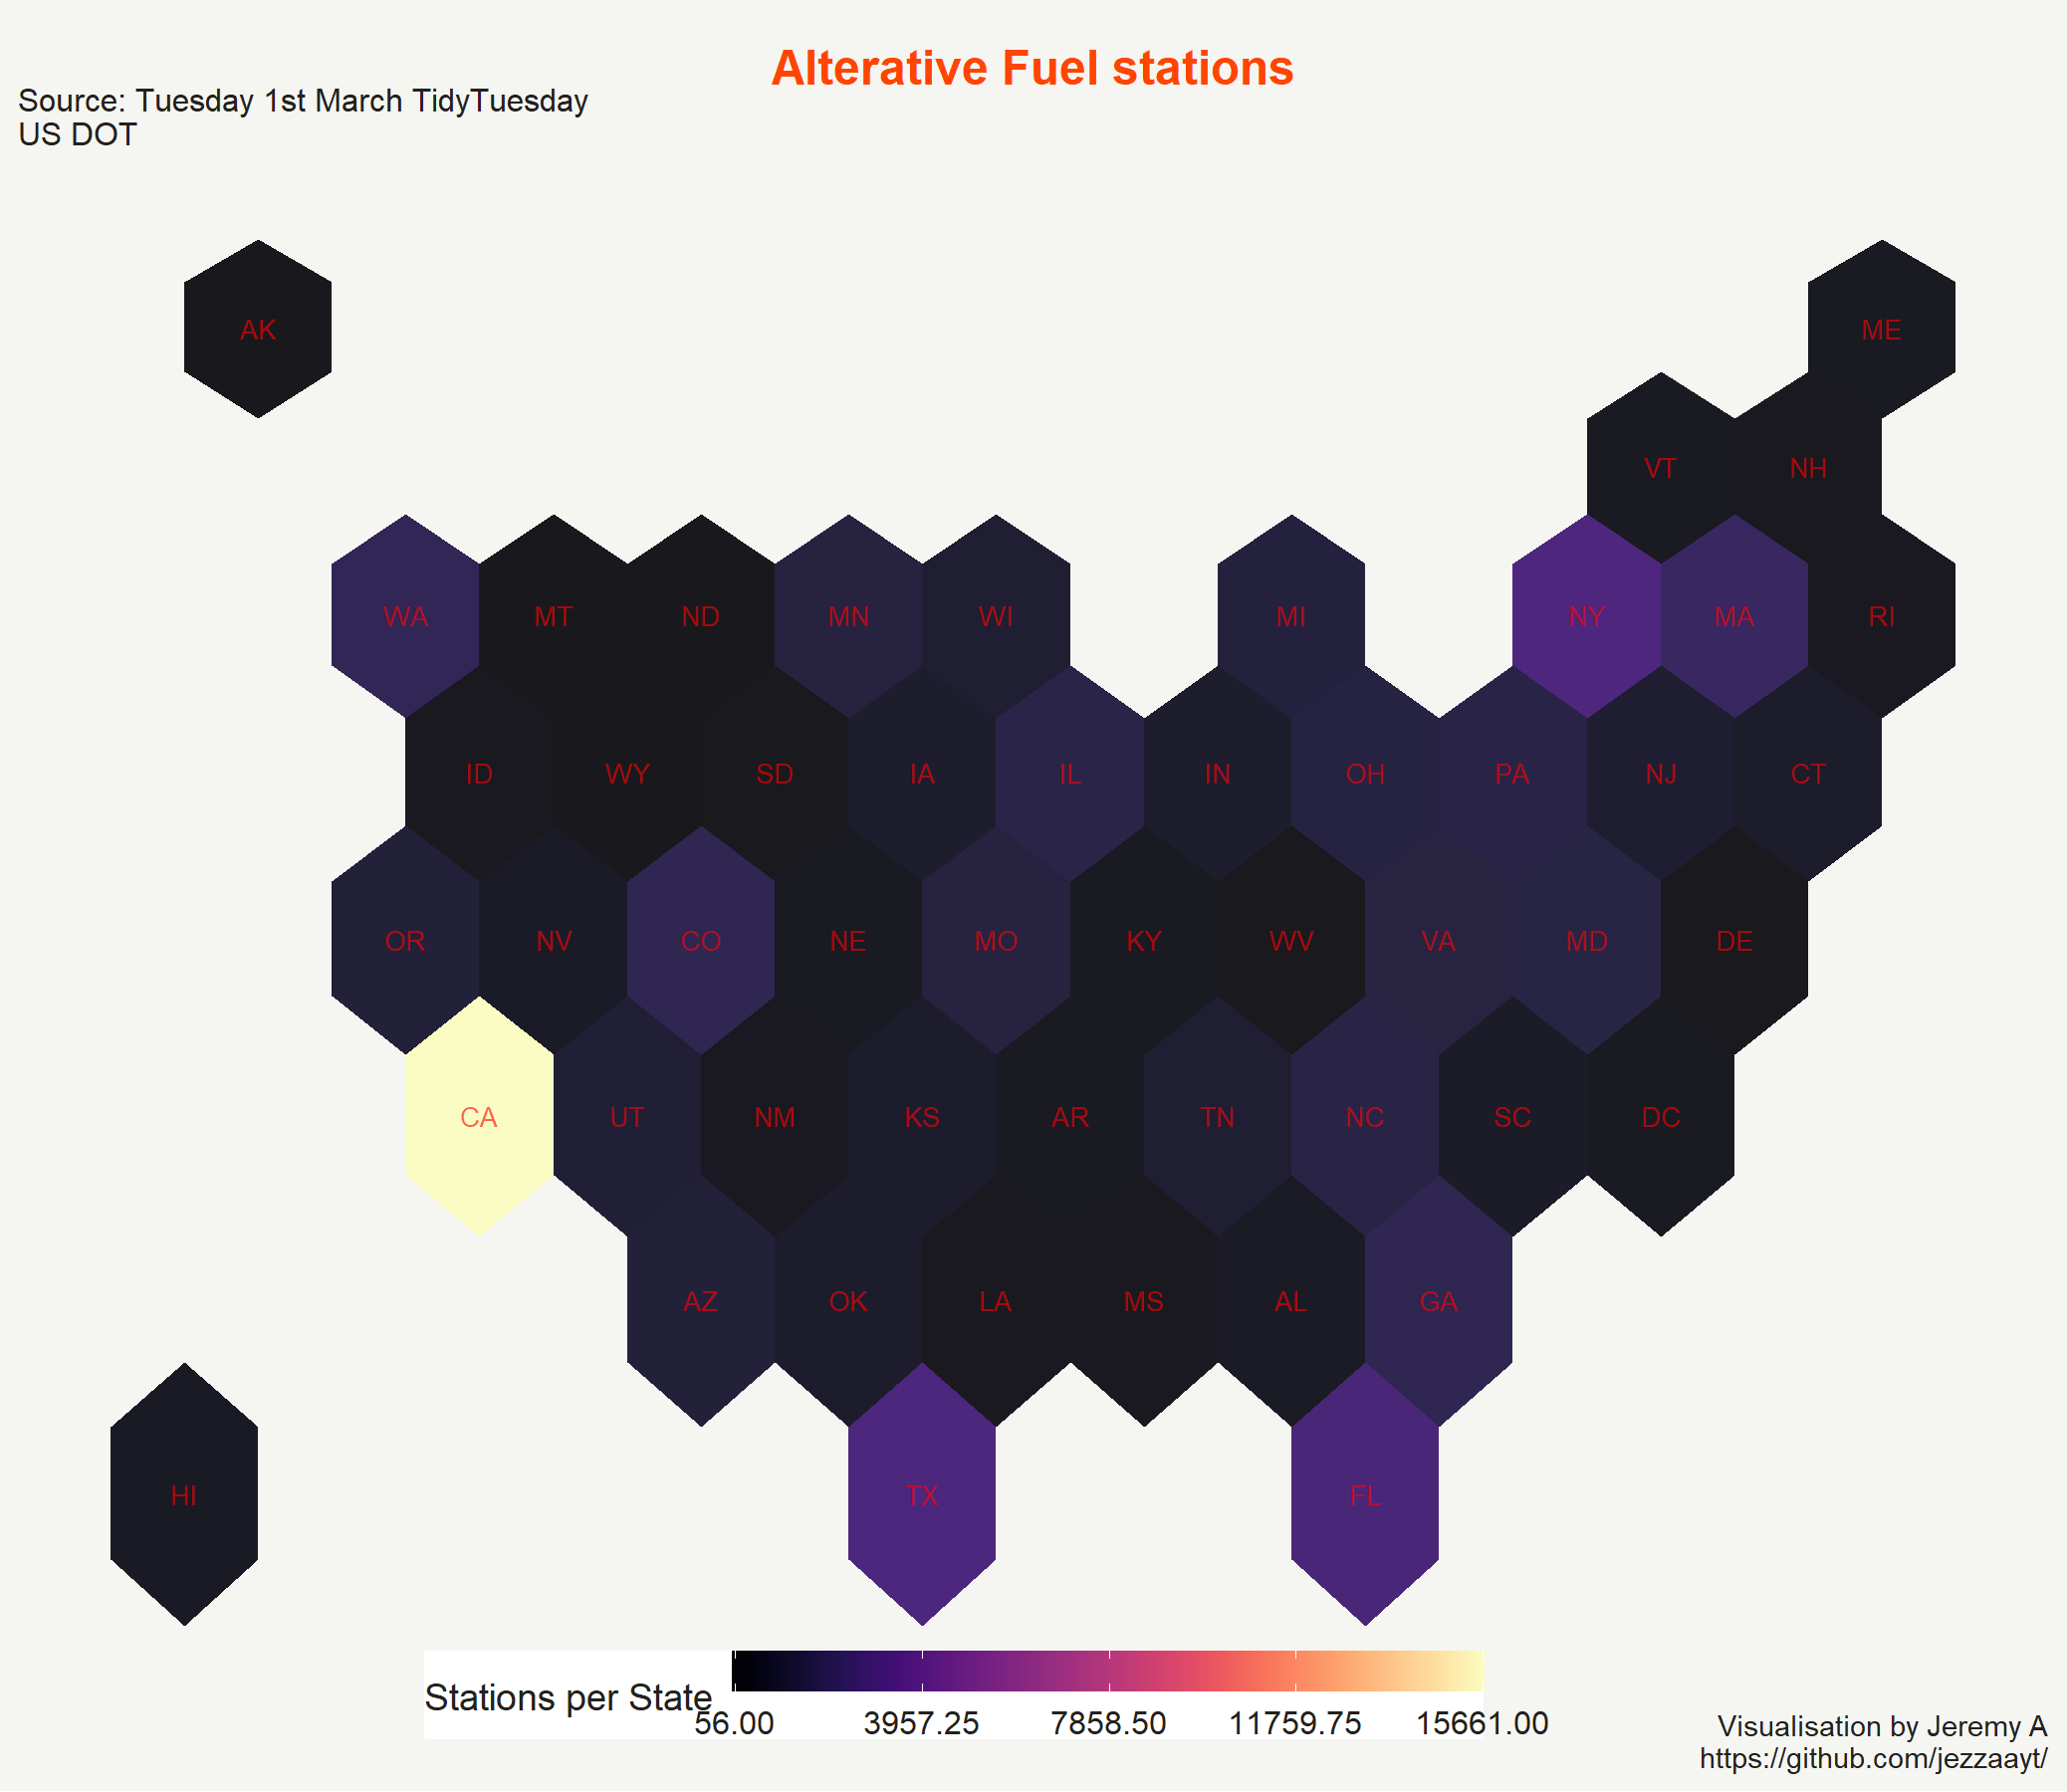 Alterative Fuel stations
Source: Tuesday 1st March TidyTuesday
US DOT
AK
ME
VT
NH
WA
MT
ND
MN
WI
MI
NY
MA
RI
ID
WY
SD
IA
IL
IN
OH
PA
NJ
CT
OR
NV
CO
NE
MO
KY
WV
VA
MD
DE
CA
UT
NM
KS
AR
TN
NC
SC
DC
AZ
OK
LA
MS
AL
GA
HI
TX
FL
Stations per State
56.00 3957.25 7858.50 11759.75 15661.00
Visualisation by Jeremy A
https://github.com/jezzaayt/